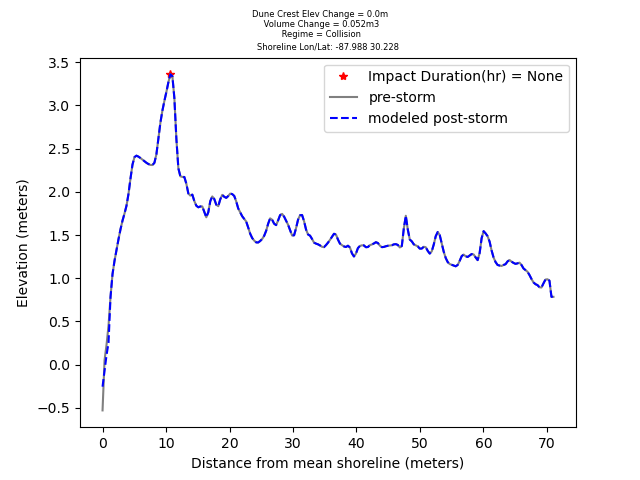 Dune Crest Elev Change = 0.0m
Volume Change = 0.052m3
Regime = Collision
Shoreline Lon/Lat: -87.988 30.228
Impact Duration(hr) = None
pre-storm
modeled post-storm
Elevation (meters)
3.5
3.0
2.5
2.0
1.5
1.0
0.5
0.0
−0.5
0 10 20 30 40 50 60 70
Distance from mean shoreline (meters)